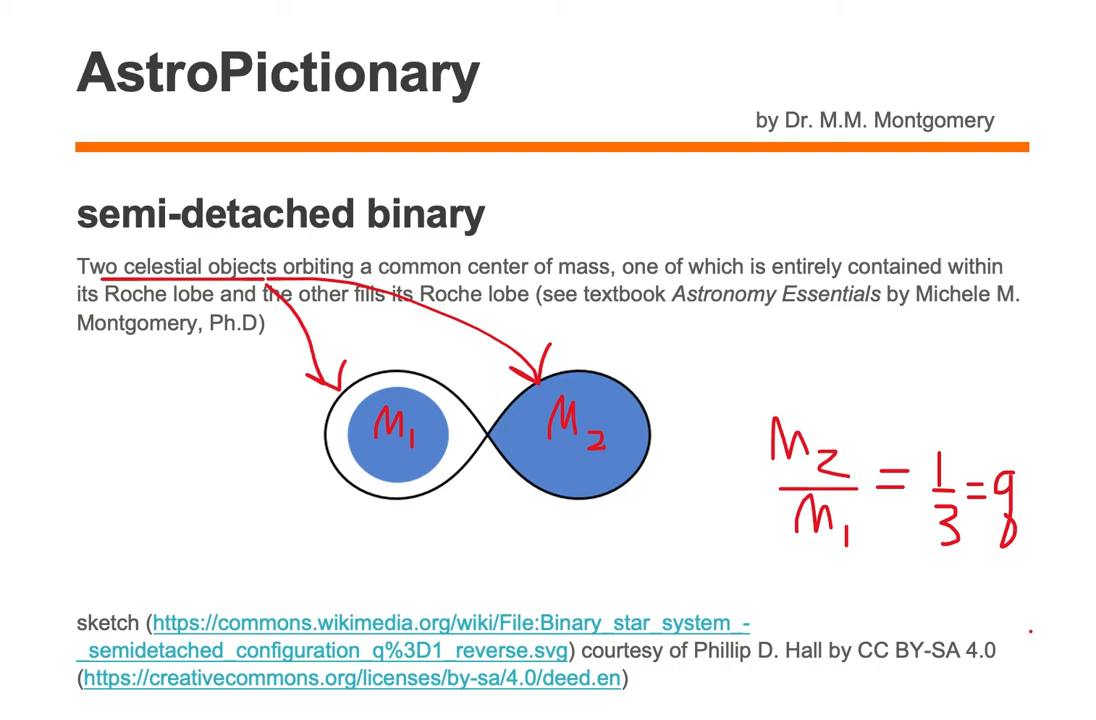 AstroPictionary
by Dr. M.M. Montgomery
semi-detached binary
Two celestial objects orbiting a common center of mass, one of which is entirely contained within
its Roche lobe and the other fills its Roche lobe (see textbook Astronomy Essentials by Michele M.
Montgomery, Ph.D)
M₁
M₂
M₂/M₁ = 1/3 = q
sketch (https://commons.wikimedia.org/wiki/File:Binary_star_system_-
_semidetached_configuration_q%3D1_reverse.svg) courtesy of Phillip D. Hall by CC BY-SA 4.0
(https://creativecommons.org/licenses/by-sa/4.0/deed.en)